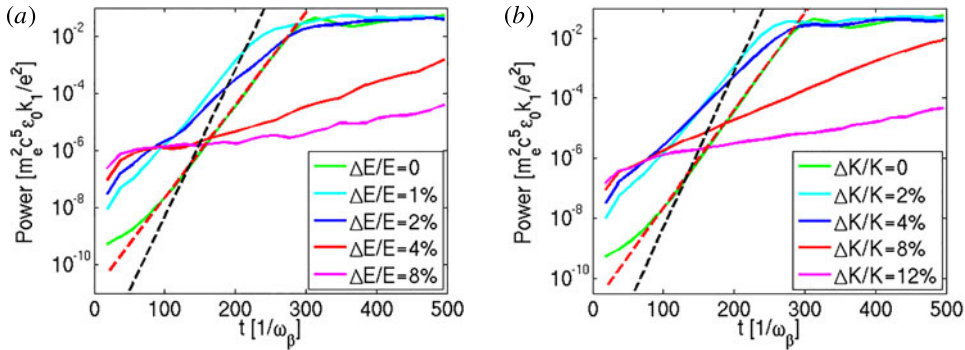 (a)
Power [m_e^2c^5ε_0k_1/e^2]
10^-2
10^-4
10^-6
10^-8
10^-10
ΔE/E=0
ΔE/E=1%
ΔE/E=2%
ΔE/E=4%
ΔE/E=8%
0 100 200 300 400 500
t [1/ω_β]
(b)
Power [m_e^2c^5ε_0k_1/e^2]
10^-2
10^-4
10^-6
10^-8
10^-10
ΔK/K=0
ΔK/K=2%
ΔK/K=4%
ΔK/K=8%
ΔK/K=12%
0 100 200 300 400 500
t [1/ω_β]